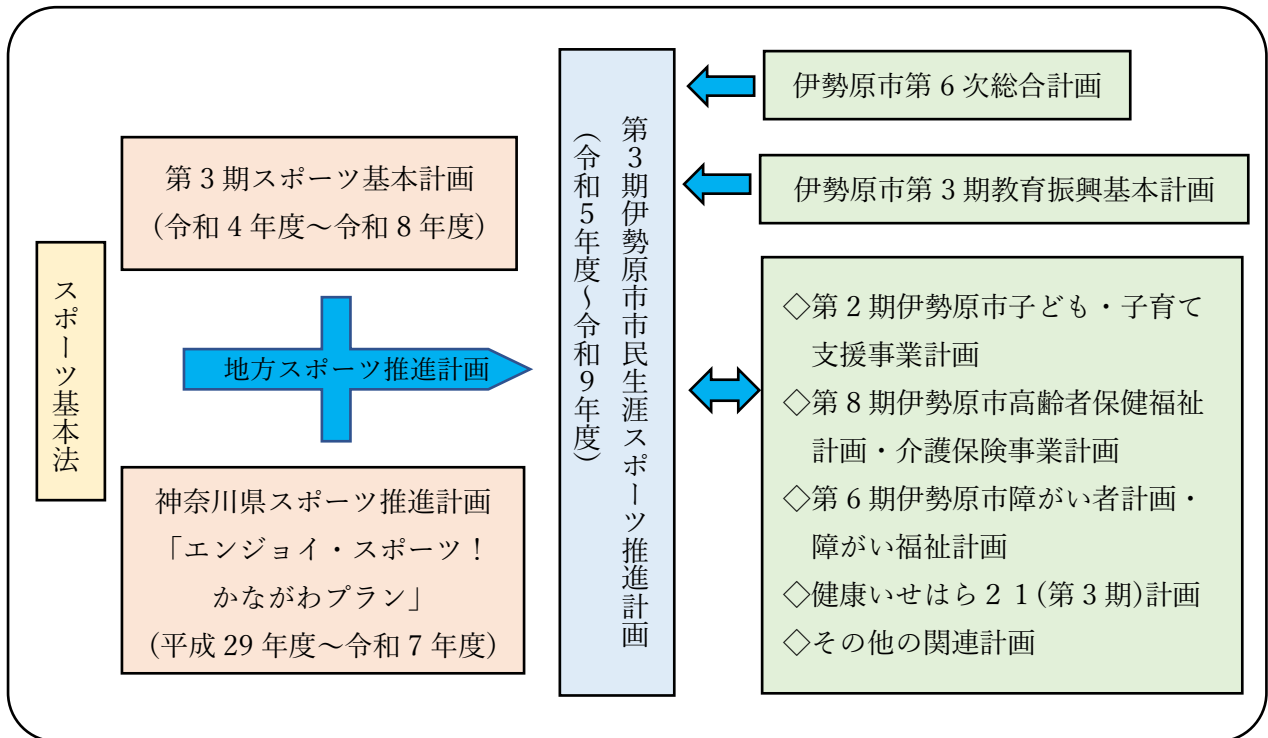 スポーツ基本法
第3期スポーツ基本計画
(令和4年度～令和8年度)
地方スポーツ推進計画
神奈川県スポーツ推進計画
「エンジョイ・スポーツ！
かながわプラン」
(平成29年度～令和7年度)
第3期伊勢原市市民生涯スポーツ推進計画
(令和5年度～令和9年度)
伊勢原市第6次総合計画
伊勢原市第3期教育振興基本計画
◇第2期伊勢原市子ども・子育て
支援事業計画
◇第8期伊勢原市高齢者保健福祉
計画・介護保険事業計画
◇第6期伊勢原市障がい者計画・
障がい福祉計画
◇健康いせはら２１(第3期)計画
◇その他の関連計画